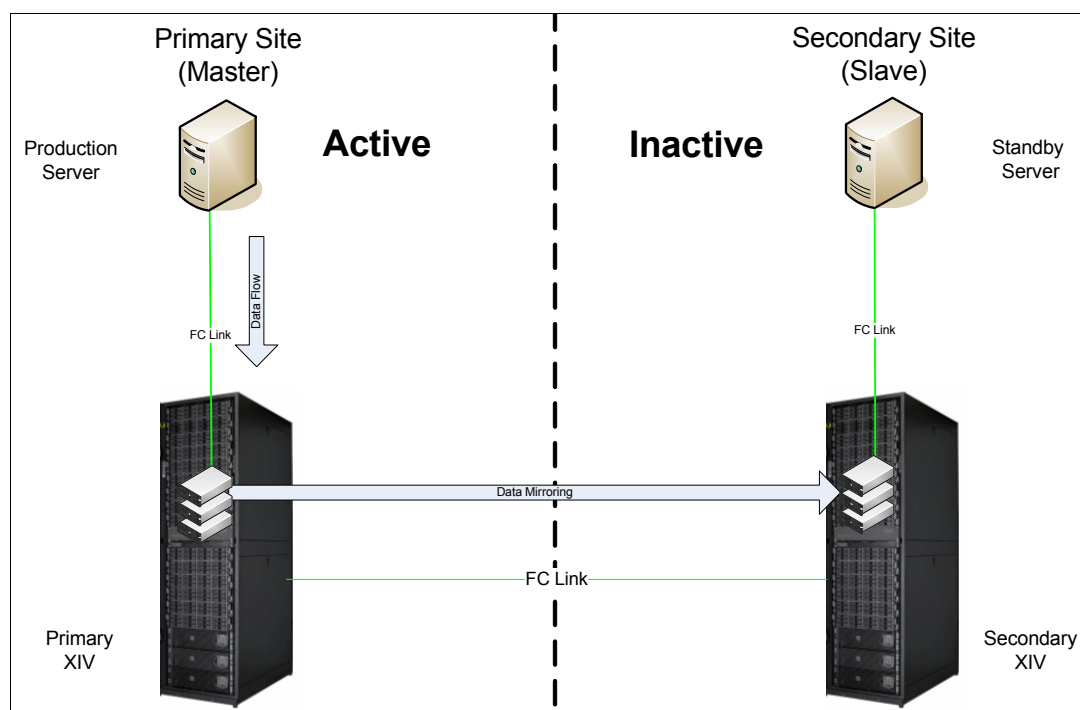 Primary Site
(Master)
Secondary Site
(Slave)
Production
Server
Active
Inactive
Standby
Server
Data Flow
FC Link
FC Link
Data Mirroring
FC Link
Primary
XIV
Secondary
XIV